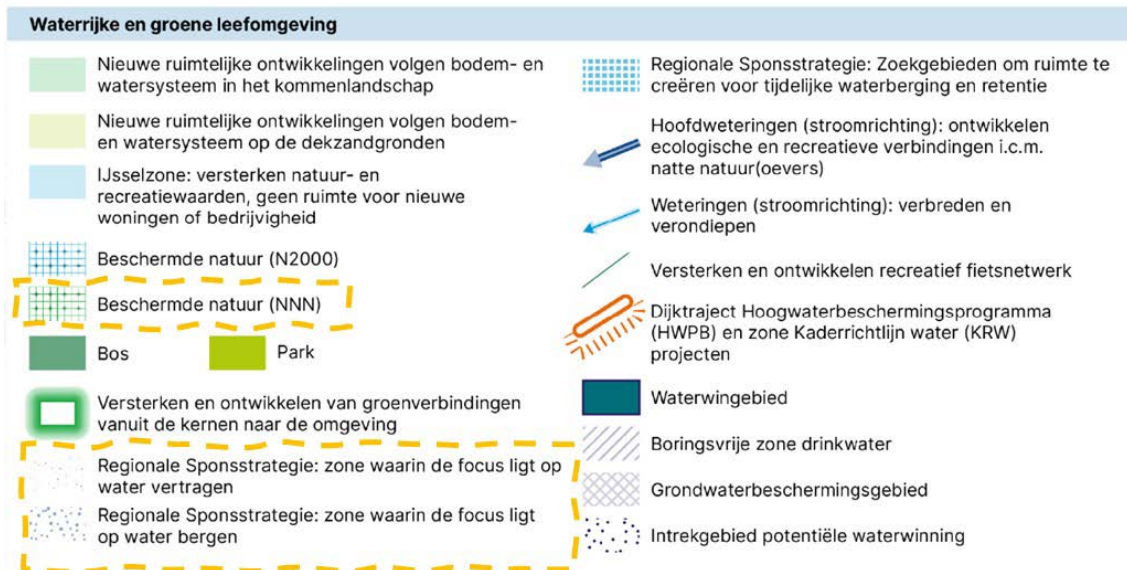 Waterrijke en groene leefomgeving
Nieuwe ruimtelijke ontwikkelingen volgen bodem- en
watersysteem in het kommenlandschap
Nieuwe ruimtelijke ontwikkelingen volgen bodem-
en watersysteem op de dekzandgronden
IJsselzone: versterken natuur- en
recreatiewaarden, geen ruimte voor nieuwe
woningen of bedrijvigheid
Beschermde natuur (N2000)
Beschermde natuur (NNN)
Bos
Park
Versterken en ontwikkelen van groenverbindingen
vanuit de kernen naar de omgeving
Regionale Sponsstrategie: zone waarin de focus ligt op
water vertragen
Regionale Sponsstrategie: zone waarin de focus ligt
op water bergen
Regionale Sponsstrategie: Zoekgebieden om ruimte te
creëren voor tijdelijke waterberging en retentie
Hoofdweteringen (stroomrichting): ontwikkelen
ecologische en recreatieve verbindingen i.c.m.
natte natuur(oevers)
Weteringen (stroomrichting): verbreden en
verondiepen
Versterken en ontwikkelen recreatief fietsnetwerk
Dijktraject Hoogwaterbeschermingsprogramma
(HWPB) en zone Kaderrichtlijn water (KRW)
projecten
Waterwingebied
Boringsvrije zone drinkwater
Grondwaterbeschermingsgebied
Intrekgebied potentiële waterwinning